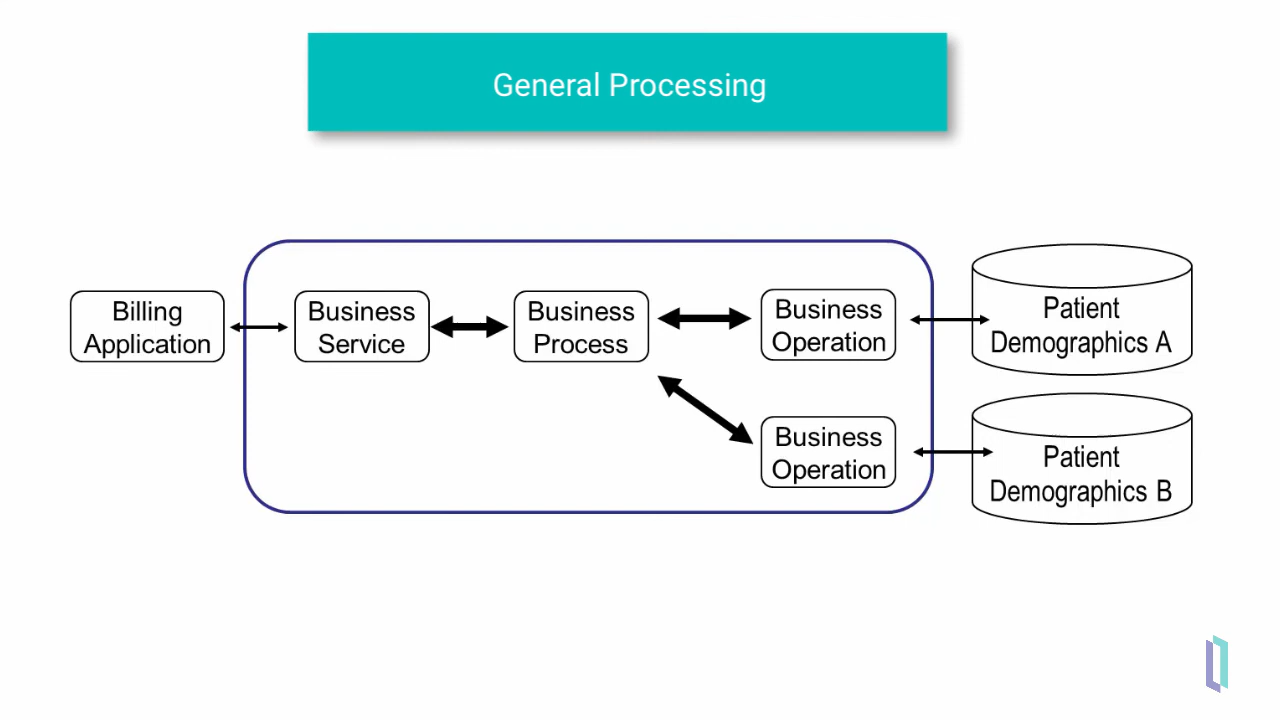 General Processing
Billing
Application
Business
Service
Business
Process
Business
Operation
Patient
Demographics A
Business
Operation
Patient
Demographics B